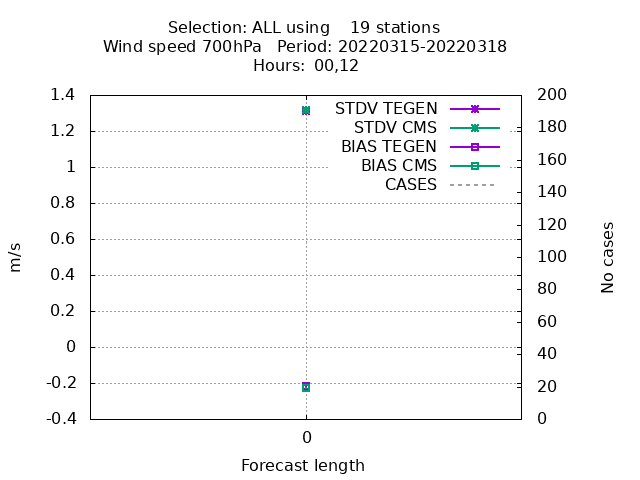 Selection: ALL using    19 stations
Wind speed 700hPa   Period: 20220315-20220318
Hours:  00,12
1.4
1.2
1
0.8
0.6
0.4
0.2
0
-0.2
-0.4
m/s
STDV TEGEN
STDV CMS
BIAS TEGEN
BIAS CMS
CASES
200
180
160
140
120
100
80
60
40
20
0
No cases
0
Forecast length